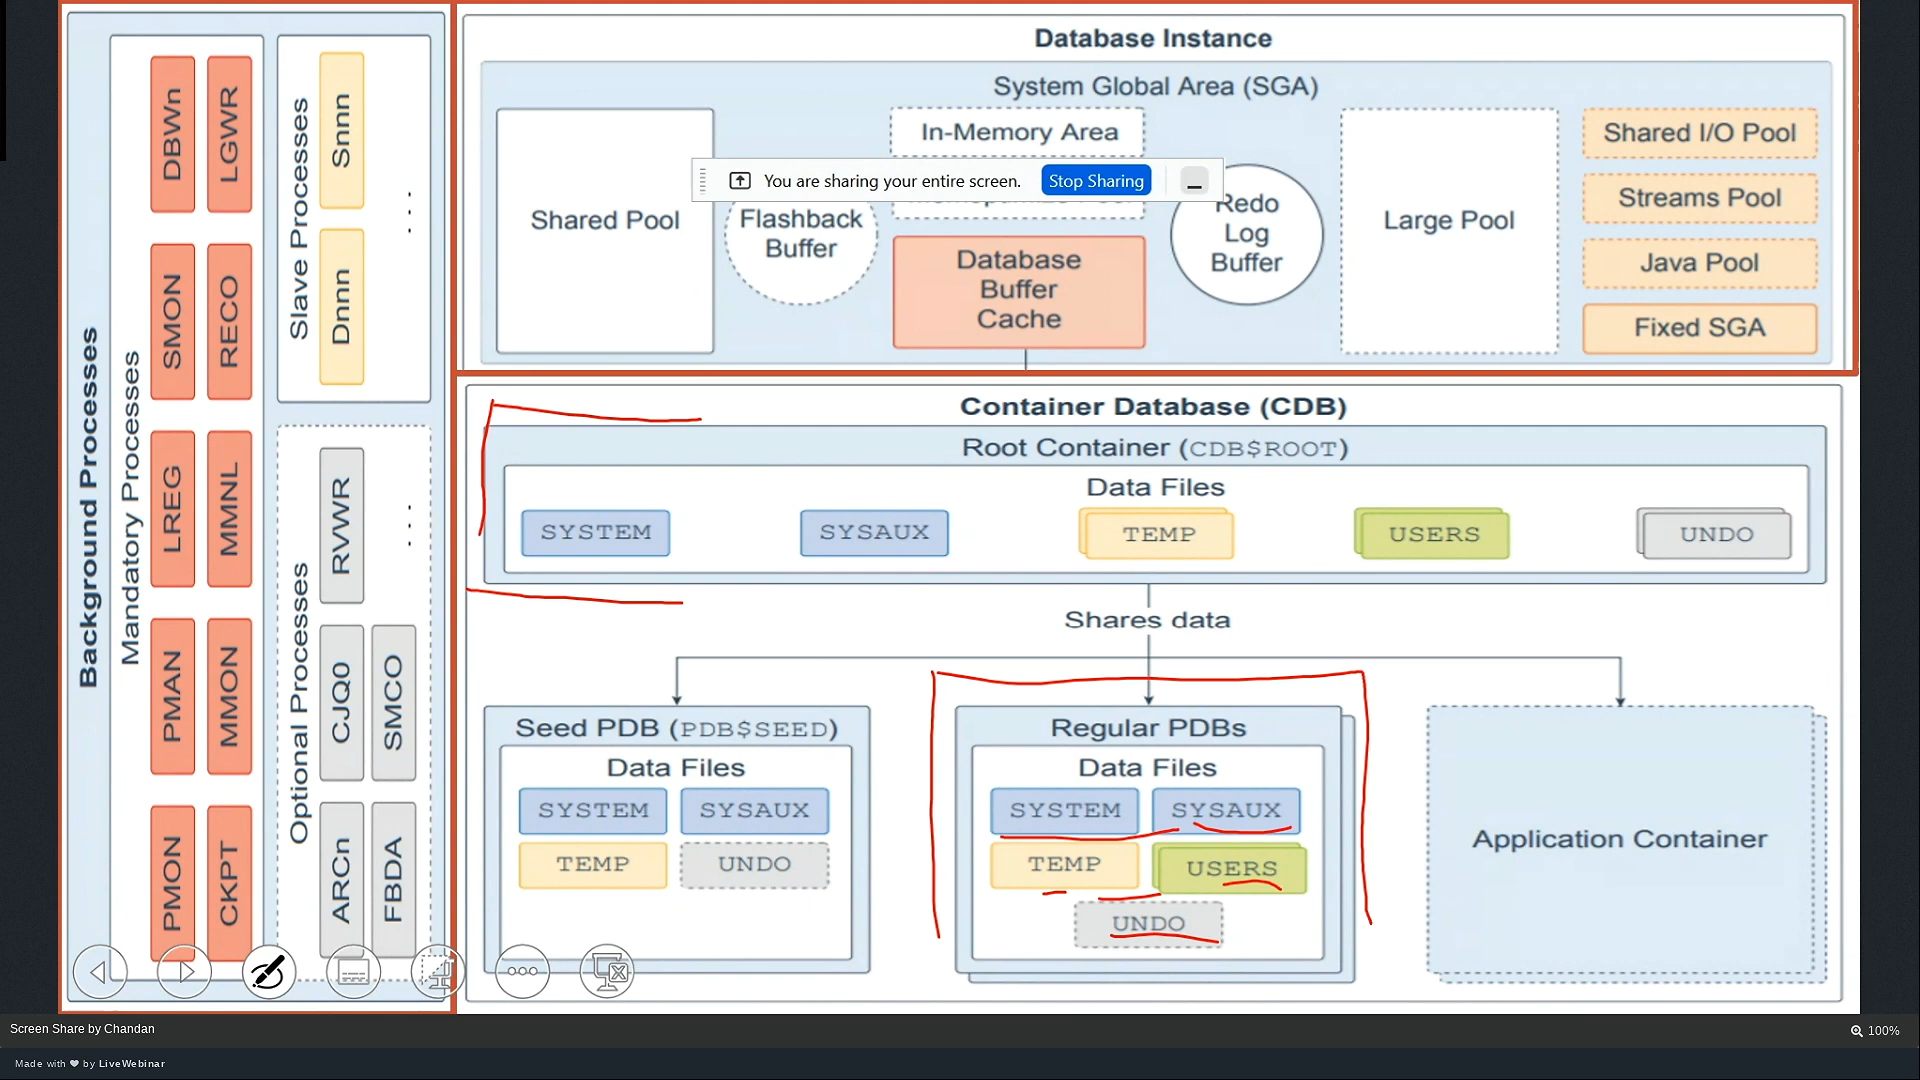 Background Processes
Mandatory Processes
DBWn
LGWR
SMON
RECO
LREG
MMNL
PMAN
MMON
PMON
CKPT
Slave Processes
Snnn
Dnnn
...
Optional Processes
RVWR
...
CJQ0
SMCO
ARCn
FBDA
Database Instance
System Global Area (SGA)
Shared Pool
Flashback
Buffer
In-Memory Area
You are sharing your entire screen.
Stop Sharing
Database
Buffer
Cache
Redo
Log
Buffer
Large Pool
Shared I/O Pool
Streams Pool
Java Pool
Fixed SGA
Container Database (CDB)
Root Container (CDB$ROOT)
Data Files
SYSTEM
SYSAUX
TEMP
USERS
UNDO
Shares data
Seed PDB (PDB$SEED)
Data Files
SYSTEM
SYSAUX
TEMP
UNDO
Regular PDBs
Data Files
SYSTEM
SYSAUX
TEMP
USERS
UNDO
Application Container
Screen Share by Chandan
100%
Made with ❤ by LiveWebinar